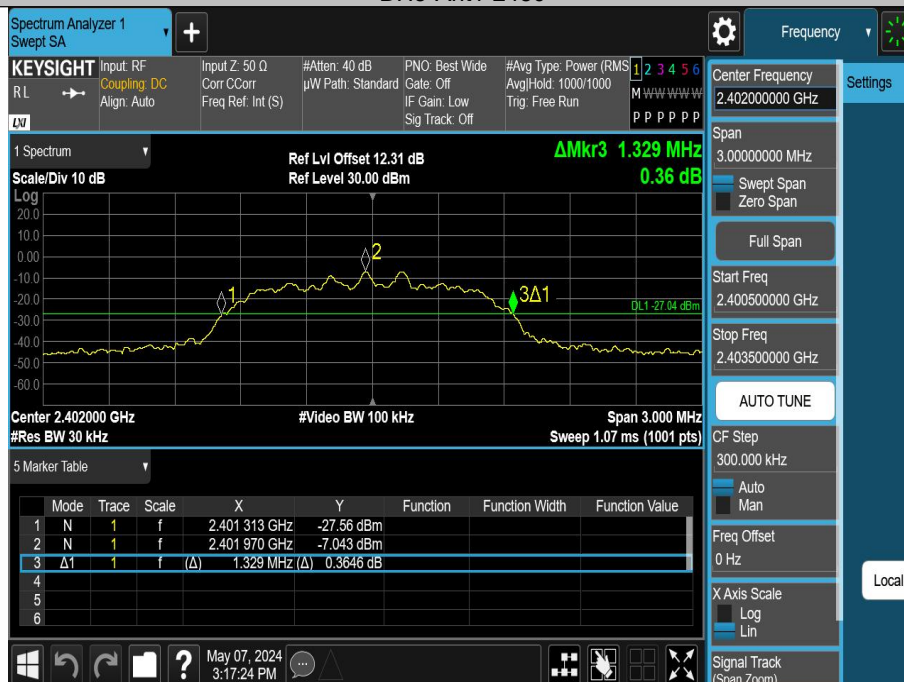 Spectrum Analyzer 1
Swept SA
+
Frequency
KEYSIGHT
RL
LXI
Input: RF
Coupling: DC
Align: Auto
Input Z: 50 Ω
Corr CCorr
Freq Ref: Int (S)
#Atten: 40 dB
µW Path: Standard
PNO: Best Wide
Gate: Off
IF Gain: Low
Sig Track: Off
#Avg Type: Power (RMS
Avg|Hold: 1000/1000
Trig: Free Run
1 2 3 4 5 6
M W W W W W
P P P P P P
1 Spectrum
Scale/Div 10 dB
Ref Lvl Offset 12.31 dB
Ref Level 30.00 dBm
ΔMkr3 1.329 MHz
0.36 dB
Log
20.0
10.0
0.00
-10.0
-20.0
-30.0
-40.0
-50.0
-60.0
1
2
3Δ1
DL1 -27.04 dBm
Center 2.402000 GHz
#Video BW 100 kHz
Span 3.000 MHz
#Res BW 30 kHz
Sweep 1.07 ms (1001 pts)
5 Marker Table
Mode Trace Scale X Y Function Function Width Function Value
1 N 1 f 2.401 313 GHz -27.56 dBm
2 N 1 f 2.401 970 GHz -7.043 dBm
3 Δ1 1 f (Δ) 1.329 MHz (Δ) 0.3646 dB
4
5
6
?
May 07, 2024
3:17:24 PM
Center Frequency
2.402000000 GHz
Settings
Span
3.00000000 MHz
Swept Span
Zero Span
Full Span
Start Freq
2.400500000 GHz
Stop Freq
2.403500000 GHz
AUTO TUNE
CF Step
300.000 kHz
Auto
Man
Freq Offset
0 Hz
Local
X Axis Scale
Log
Lin
Signal Track
(Span Zoom)